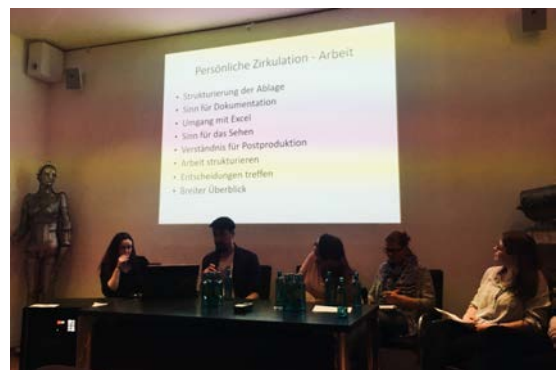 Persönliche Zirkulation - Arbeit
• Strukturierung der Ablage
• Sinn für Dokumentation
• Umgang mit Excel
• Sinn für das Sehen
• Verständnis für Postproduktion
• Arbeit strukturieren
• Entscheidungen treffen
• Breiter Überblick